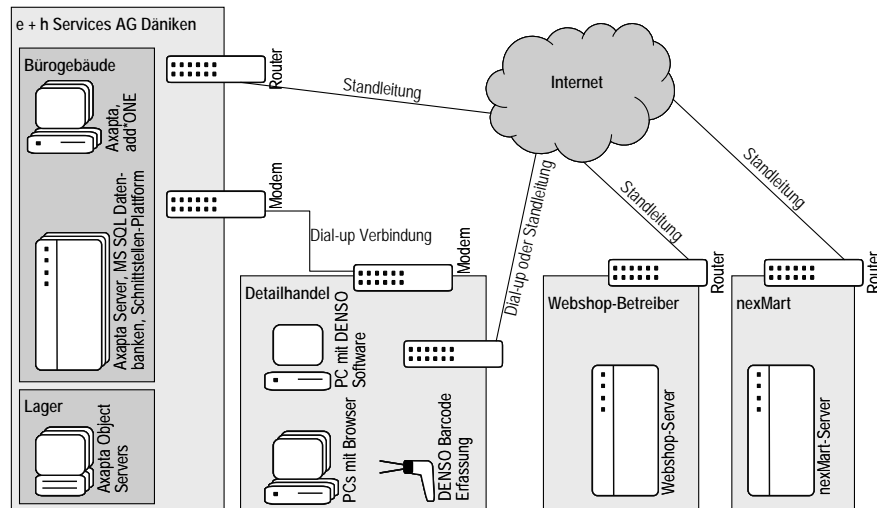 e + h Services AG Däniken
Bürogebäude
Axapta,
add*ONE
Router
Standleitung
Internet
Axapta Server, MS SQL Daten-
banken, Schnittstellen-Plattform
Modem
Dial-up Verbindung
Modem
Dial-up oder Standleitung
Standleitung
Standleitung
Router
Router
Lager
Axapta Object
Servers
Detailhandel
PC mit DENSO
Software
PCs mit Browser
DENSO Barcode
Erfassung
Webshop-Betreiber
Webshop-Server
nexMart
nexMart-Server